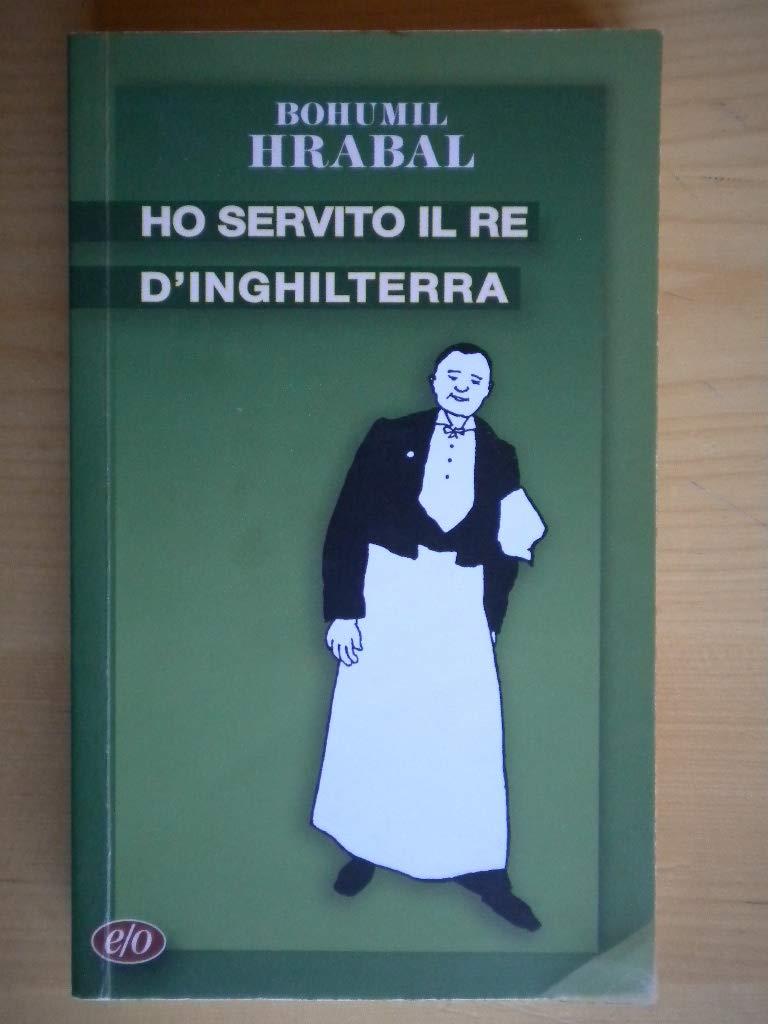 BOHUMIL
HRABAL
HO SERVITO IL RE
D'INGHILTERRA
e/o